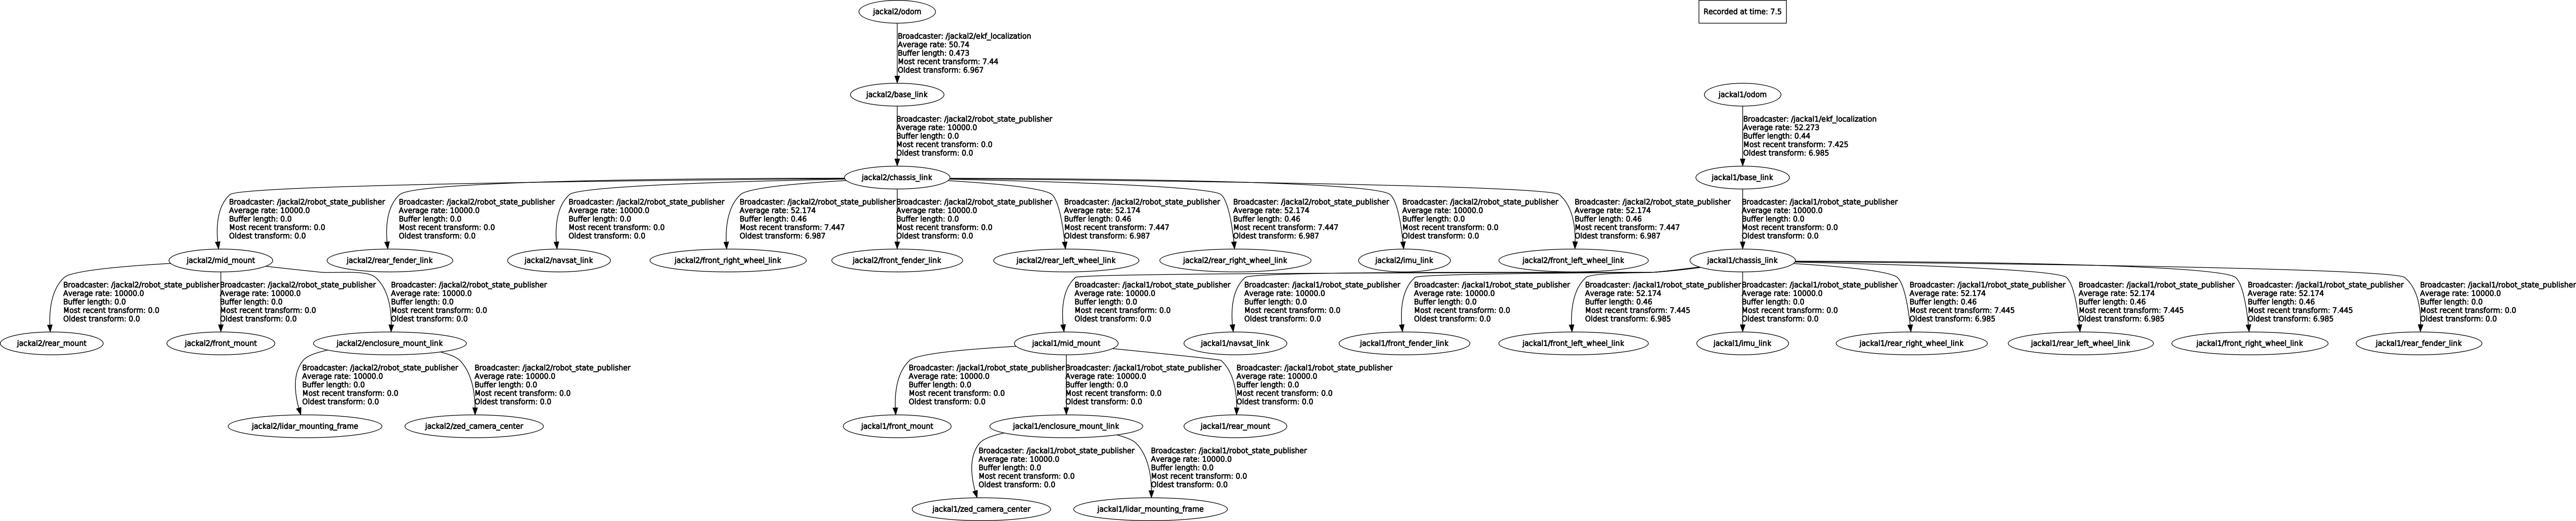 jackal2/odom
Recorded at time: 7.5
Broadcaster: /jackal2/ekf_localization
Average rate: 50.74
Buffer length: 0.473
Most recent transform: 7.44
Oldest transform: 6.967
jackal2/base_link
jackal1/odom
Broadcaster: /jackal2/robot_state_publisher
Average rate: 10000.0
Buffer length: 0.0
Most recent transform: 0.0
Oldest transform: 0.0
Broadcaster: /jackal1/ekf_localization
Average rate: 52.273
Buffer length: 0.44
Most recent transform: 7.425
Oldest transform: 6.985
jackal2/chassis_link
jackal1/base_link
Broadcaster: /jackal2/robot_state_publisher
Average rate: 10000.0
Buffer length: 0.0
Most recent transform: 0.0
Oldest transform: 0.0
Broadcaster: /jackal2/robot_state_publisher
Average rate: 10000.0
Buffer length: 0.0
Most recent transform: 0.0
Oldest transform: 0.0
Broadcaster: /jackal2/robot_state_publisher
Average rate: 10000.0
Buffer length: 0.0
Most recent transform: 0.0
Oldest transform: 0.0
Broadcaster: /jackal2/robot_state_publisher
Average rate: 52.174
Buffer length: 0.46
Most recent transform: 7.447
Oldest transform: 6.987
Broadcaster: /jackal2/robot_state_publisher
Average rate: 10000.0
Buffer length: 0.0
Most recent transform: 0.0
Oldest transform: 0.0
Broadcaster: /jackal2/robot_state_publisher
Average rate: 52.174
Buffer length: 0.46
Most recent transform: 7.447
Oldest transform: 6.987
Broadcaster: /jackal2/robot_state_publisher
Average rate: 52.174
Buffer length: 0.46
Most recent transform: 7.447
Oldest transform: 6.987
Broadcaster: /jackal2/robot_state_publisher
Average rate: 10000.0
Buffer length: 0.0
Most recent transform: 0.0
Oldest transform: 0.0
Broadcaster: /jackal2/robot_state_publisher
Average rate: 52.174
Buffer length: 0.46
Most recent transform: 7.447
Oldest transform: 6.987
Broadcaster: /jackal1/robot_state_publisher
Average rate: 10000.0
Buffer length: 0.0
Most recent transform: 0.0
Oldest transform: 0.0
jackal2/mid_mount
jackal2/rear_fender_link
jackal2/navsat_link
jackal2/front_right_wheel_link
jackal2/front_fender_link
jackal2/rear_left_wheel_link
jackal2/rear_right_wheel_link
jackal2/imu_link
jackal2/front_left_wheel_link
jackal1/chassis_link
Broadcaster: /jackal2/robot_state_publisher
Average rate: 10000.0
Buffer length: 0.0
Most recent transform: 0.0
Oldest transform: 0.0
Broadcaster: /jackal2/robot_state_publisher
Average rate: 10000.0
Buffer length: 0.0
Most recent transform: 0.0
Oldest transform: 0.0
Broadcaster: /jackal2/robot_state_publisher
Average rate: 10000.0
Buffer length: 0.0
Most recent transform: 0.0
Oldest transform: 0.0
Broadcaster: /jackal1/robot_state_publisher
Average rate: 10000.0
Buffer length: 0.0
Most recent transform: 0.0
Oldest transform: 0.0
Broadcaster: /jackal1/robot_state_publisher
Average rate: 10000.0
Buffer length: 0.0
Most recent transform: 0.0
Oldest transform: 0.0
Broadcaster: /jackal1/robot_state_publisher
Average rate: 10000.0
Buffer length: 0.0
Most recent transform: 0.0
Oldest transform: 0.0
Broadcaster: /jackal1/robot_state_publisher
Average rate: 52.174
Buffer length: 0.46
Most recent transform: 7.445
Oldest transform: 6.985
Broadcaster: /jackal1/robot_state_publisher
Average rate: 10000.0
Buffer length: 0.0
Most recent transform: 0.0
Oldest transform: 0.0
Broadcaster: /jackal1/robot_state_publisher
Average rate: 52.174
Buffer length: 0.46
Most recent transform: 7.445
Oldest transform: 6.985
Broadcaster: /jackal1/robot_state_publisher
Average rate: 52.174
Buffer length: 0.46
Most recent transform: 7.445
Oldest transform: 6.985
Broadcaster: /jackal1/robot_state_publisher
Average rate: 52.174
Buffer length: 0.46
Most recent transform: 7.445
Oldest transform: 6.985
Broadcaster: /jackal1/robot_state_publisher
Average rate: 10000.0
Buffer length: 0.0
Most recent transform: 0.0
Oldest transform: 0.0
jackal2/rear_mount
jackal2/front_mount
jackal2/enclosure_mount_link
jackal1/mid_mount
jackal1/navsat_link
jackal1/front_fender_link
jackal1/front_left_wheel_link
jackal1/imu_link
jackal1/rear_right_wheel_link
jackal1/rear_left_wheel_link
jackal1/front_right_wheel_link
jackal1/rear_fender_link
Broadcaster: /jackal2/robot_state_publisher
Average rate: 10000.0
Buffer length: 0.0
Most recent transform: 0.0
Oldest transform: 0.0
Broadcaster: /jackal2/robot_state_publisher
Average rate: 10000.0
Buffer length: 0.0
Most recent transform: 0.0
Oldest transform: 0.0
Broadcaster: /jackal1/robot_state_publisher
Average rate: 10000.0
Buffer length: 0.0
Most recent transform: 0.0
Oldest transform: 0.0
Broadcaster: /jackal1/robot_state_publisher
Average rate: 10000.0
Buffer length: 0.0
Most recent transform: 0.0
Oldest transform: 0.0
Broadcaster: /jackal1/robot_state_publisher
Average rate: 10000.0
Buffer length: 0.0
Most recent transform: 0.0
Oldest transform: 0.0
jackal2/lidar_mounting_frame
jackal2/zed_camera_center
jackal1/front_mount
jackal1/enclosure_mount_link
jackal1/rear_mount
Broadcaster: /jackal1/robot_state_publisher
Average rate: 10000.0
Buffer length: 0.0
Most recent transform: 0.0
Oldest transform: 0.0
Broadcaster: /jackal1/robot_state_publisher
Average rate: 10000.0
Buffer length: 0.0
Most recent transform: 0.0
Oldest transform: 0.0
jackal1/zed_camera_center
jackal1/lidar_mounting_frame